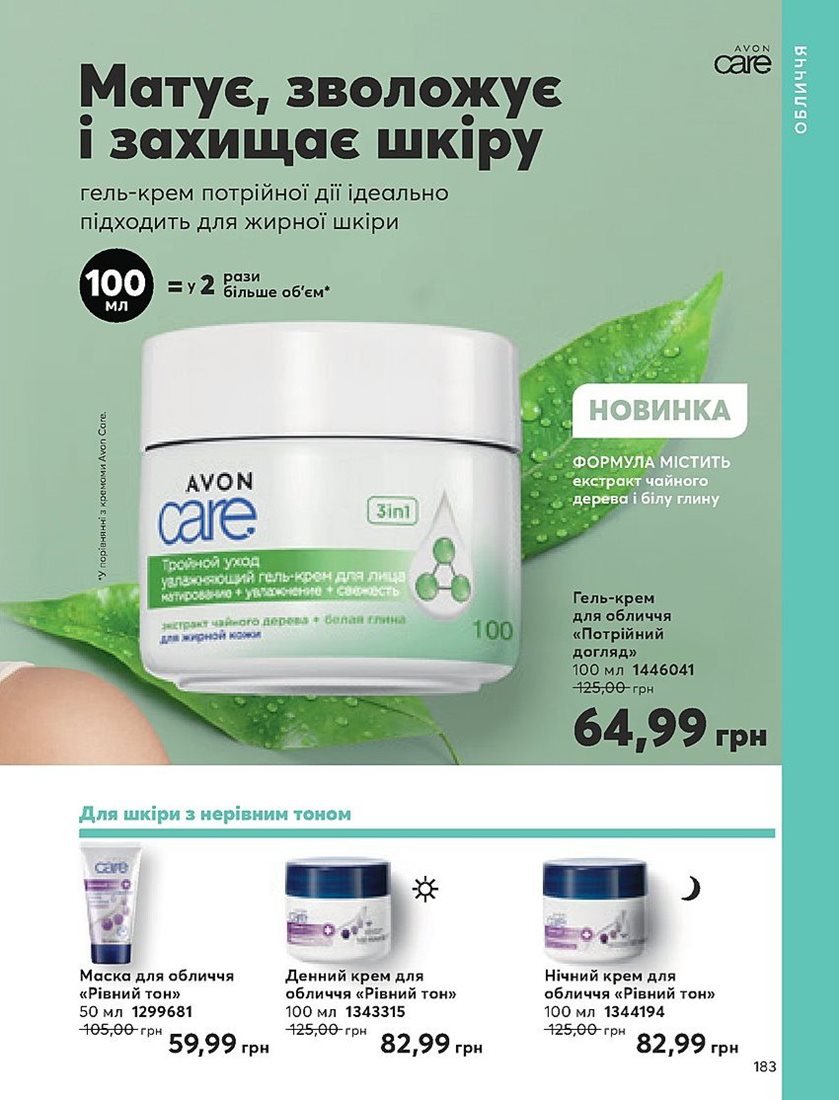 AVON
care
ОБЛИЧЧЯ
Матує, зволожує
і захищає шкіру
гель-крем потрійної дії ідеально
підходить для жирної шкіри
100
МЛ
= у 2 рази
більше об'єм*
*У порівнянні з кремами Avon Care.
НОВИНКА
ФОРМУЛА МІСТИТЬ
екстракт чайного
дерева і білу глину
AVON
care
3in1
Тройной уход
увлажняющий гель-крем для лица
матирование + увлажнение + свежесть
экстракт чайного дерева + белая глина
для жирной кожи
100
Гель-крем
для обличчя
«Потрійний
догляд»
100 мл 1446041
125,00 грн
64,99 грн
Для шкіри з нерівним тоном
care
care
care
Маска для обличчя
«Рівний тон»
50 мл 1299681
105,00 грн
59,99 грн
Денний крем для
обличчя «Рівний тон»
100 мл 1343315
125,00 грн
82,99 грн
Нічний крем для
обличчя «Рівний тон»
100 мл 1344194
125,00 грн
82,99 грн
183